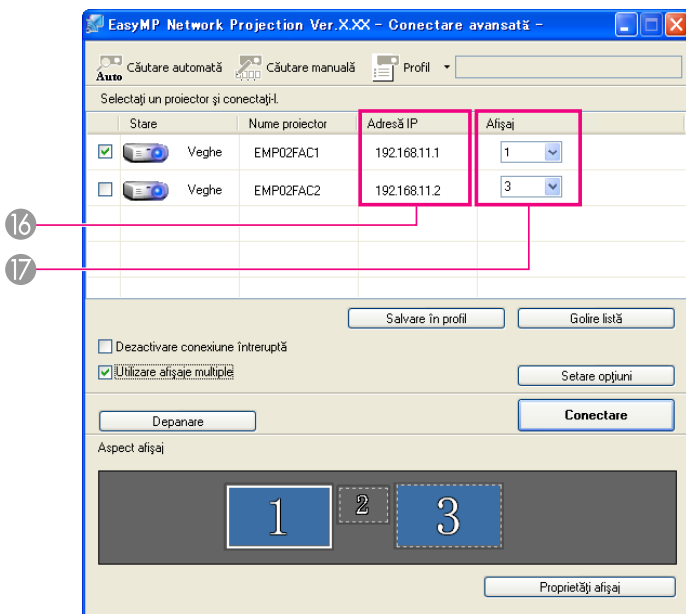 EasyMP Network Projection Ver.X.XX – Conectare avansată –
Auto Căutare automată Căutare manuală Profil
Selectaţi un proiector şi conectaţi-l.
Stare Nume proiector Adresă IP Afişaj
Veghe EMP02FAC1 192.168.11.1 1
Veghe EMP02FAC2 192.168.11.2 3
16
17
Salvare în profil Golire listă
Dezactivare conexiune întreruptă
Utilizare afişaje multiple
Setare opţiuni
Depanare Conectare
Aspect afişaj
1 2 3
Proprietăţi afişaj